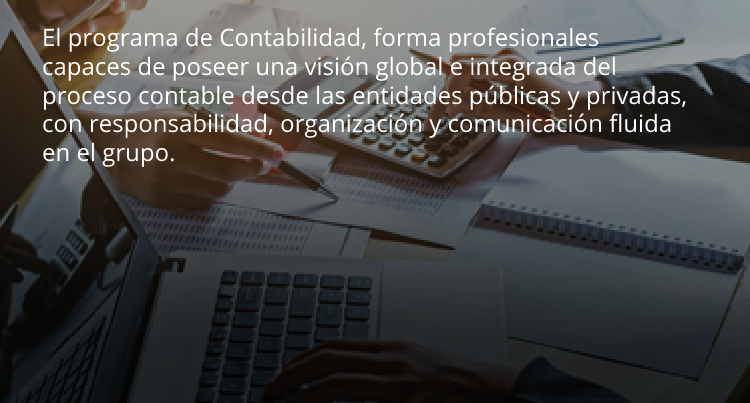 El programa de Contabilidad, forma profesionales
capaces de poseer una visión global e integrada del
proceso contable desde las entidades públicas y privadas,
con responsabilidad, organización y comunicación fluida
en el grupo.